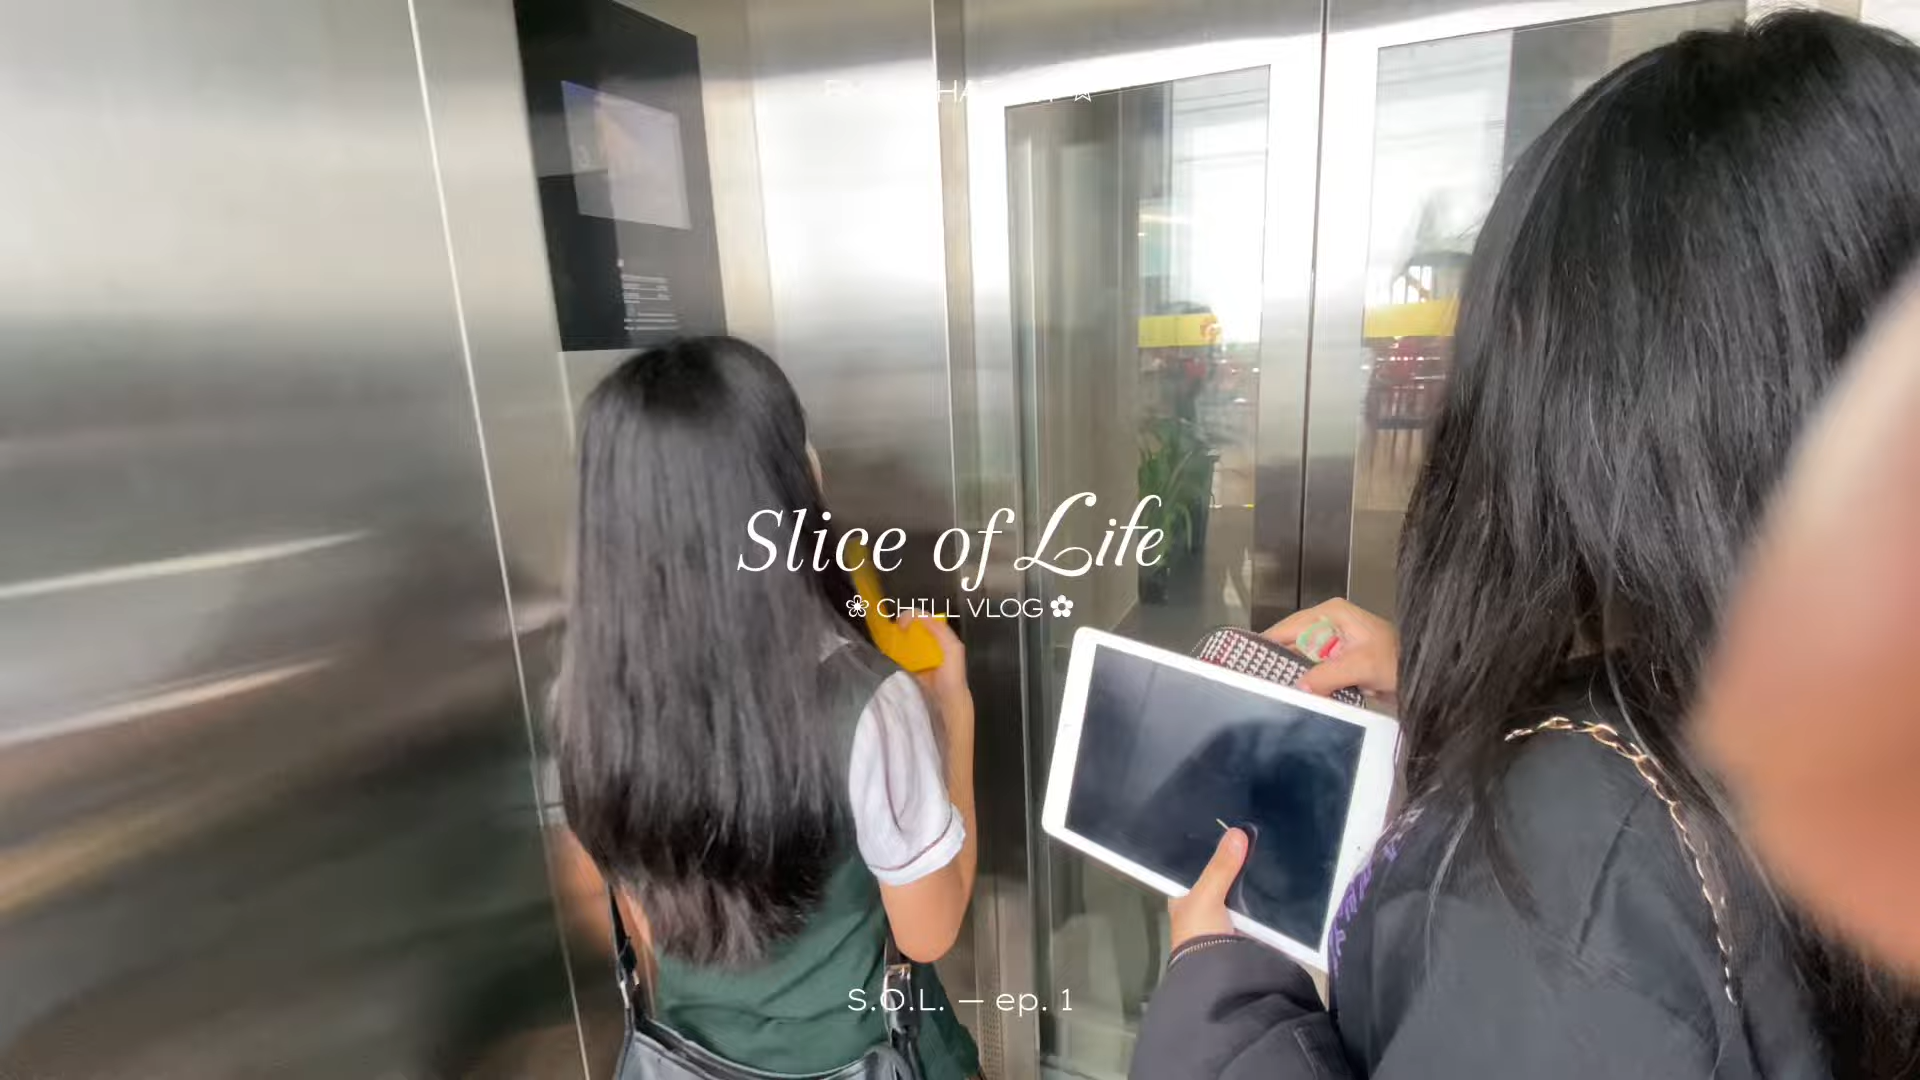 Slice of Life
❀ CHILL VLOG ✿
S.O.L. — ep. 1